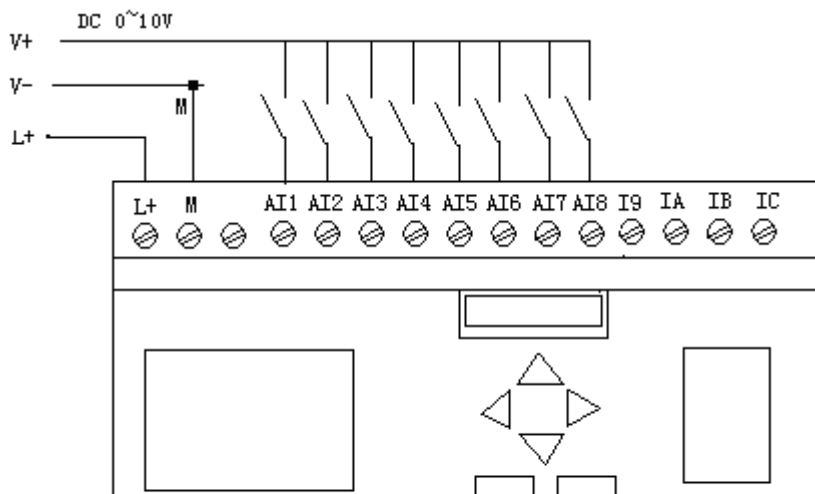 DC 0~10V
V+
V-
M
L+
L+ M AI1 AI2 AI3 AI4 AI5 AI6 AI7 AI8 I9 IA IB IC